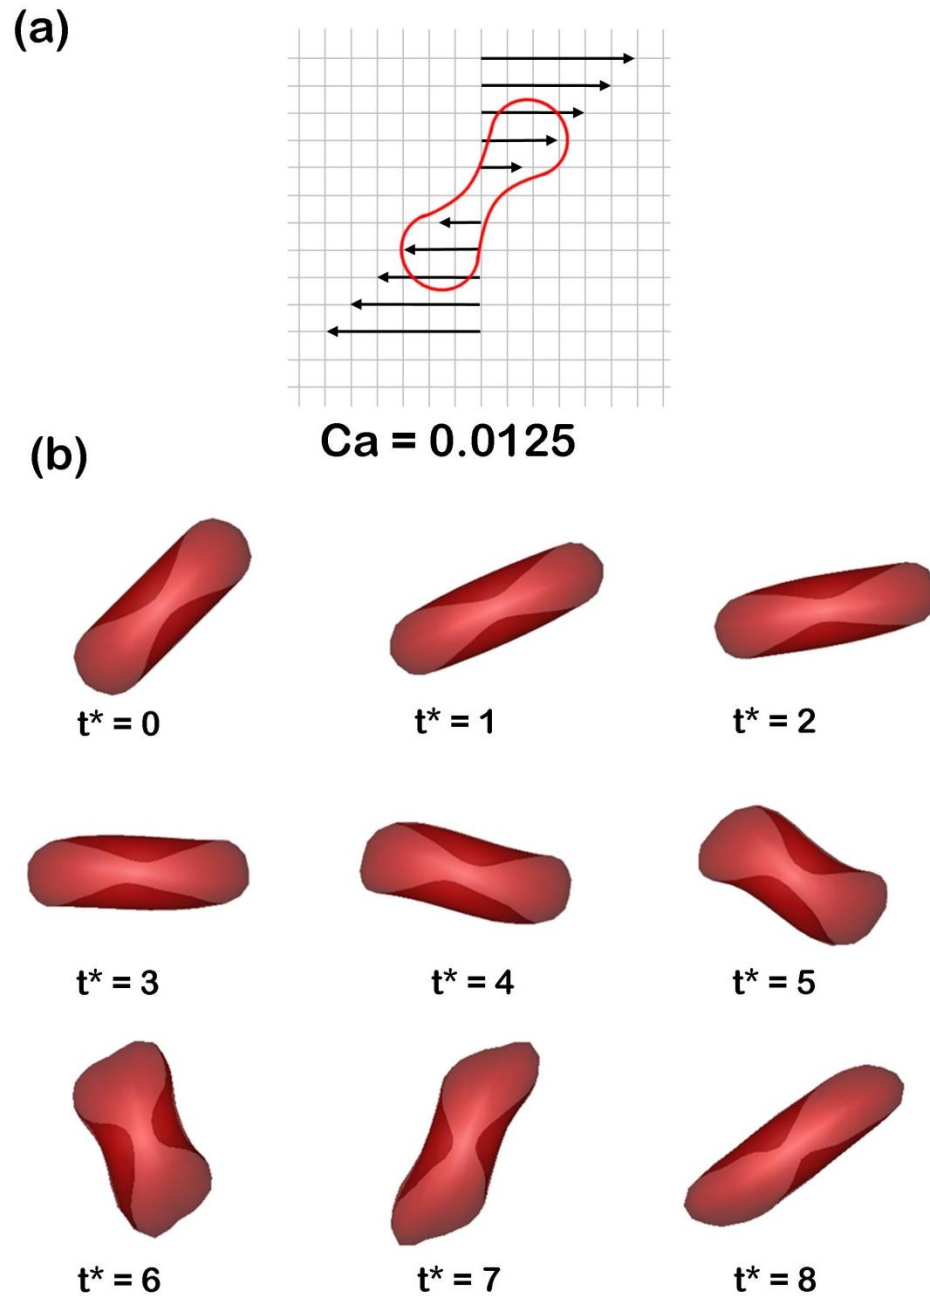 (a)
Ca = 0.0125
(b)
t* = 0
t* = 1
t* = 2
t* = 3
t* = 4
t* = 5
t* = 6
t* = 7
t* = 8